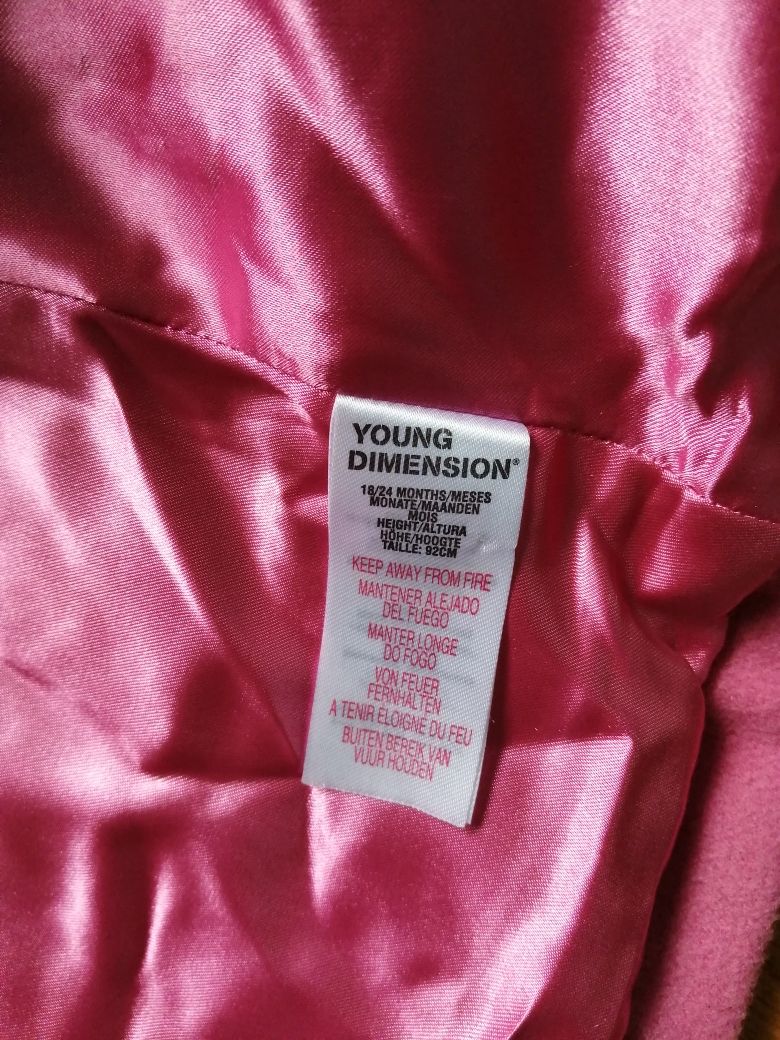 YOUNG
DIMENSION®
18/24 MONTHS/MESES
MONATE/MAANDEN
MOIS
HEIGHT/ALTURA
HÖHE/HOOGTE
TAILLE: 92CM
KEEP AWAY FROM FIRE
MANTENER ALEJADO
DEL FUEGO
MANTER LONGE
DO FOGO
VON FEUER
FERNHALTEN
A TENIR ÉLOIGNE DU FEU
BUITEN BEREIK VAN
VUUR HOUDEN